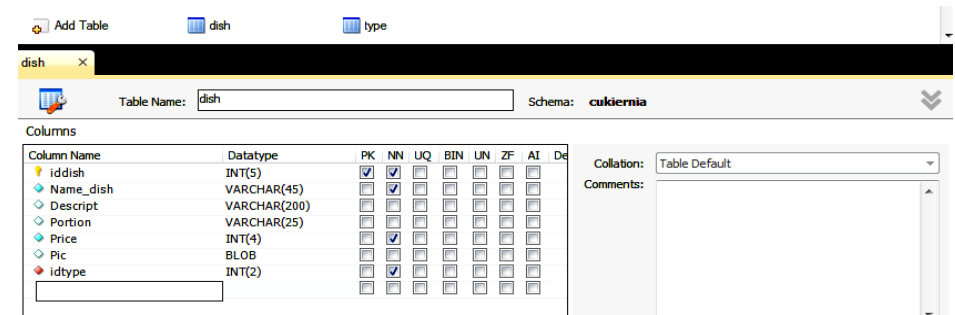 Add Table dish type
dish ×
Table Name: dish Schema: cukiernia
Columns
Column Name Datatype PK NN UQ BIN UN ZF AI De
iddish INT(5)
Name_dish VARCHAR(45)
Descript VARCHAR(200)
Portion VARCHAR(25)
Price INT(4)
Pic BLOB
idtype INT(2)
Collation: Table Default
Comments: